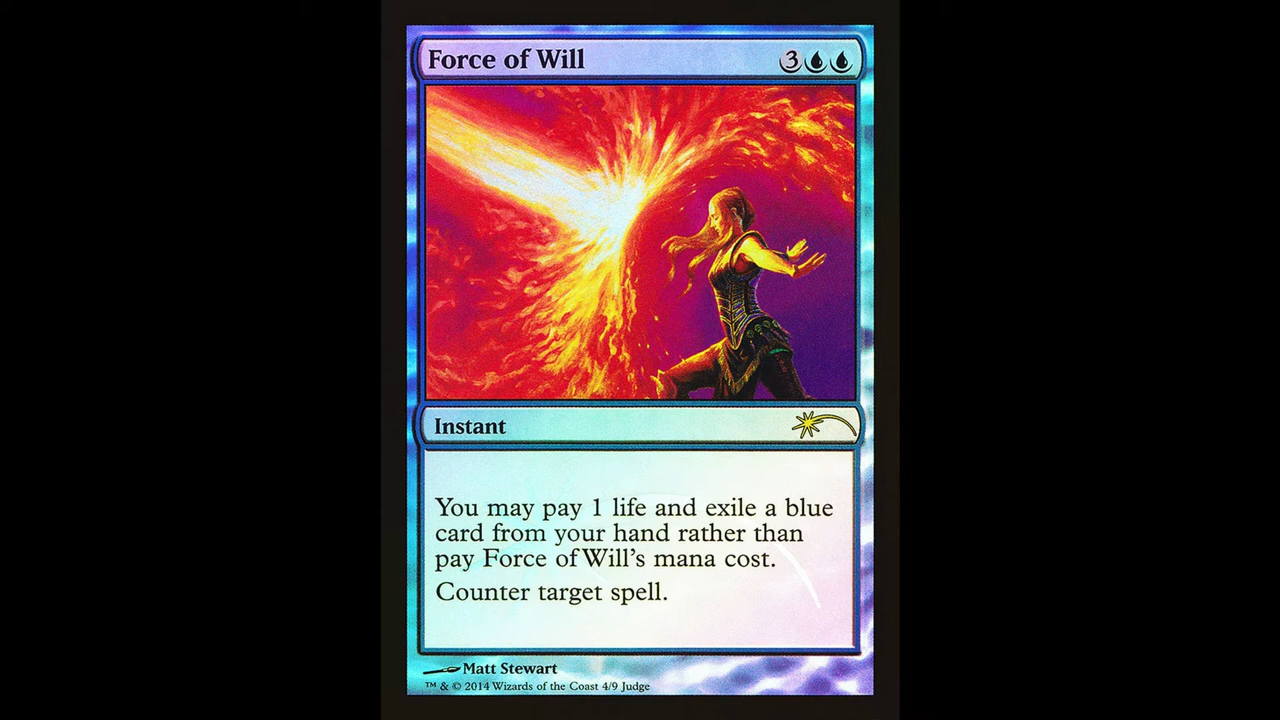 Force of Will 3
Instant
You may pay 1 life and exile a blue
card from your hand rather than
pay Force of Will's mana cost.
Counter target spell.
Matt Stewart
™ & © 2014 Wizards of the Coast 4/9 Judge